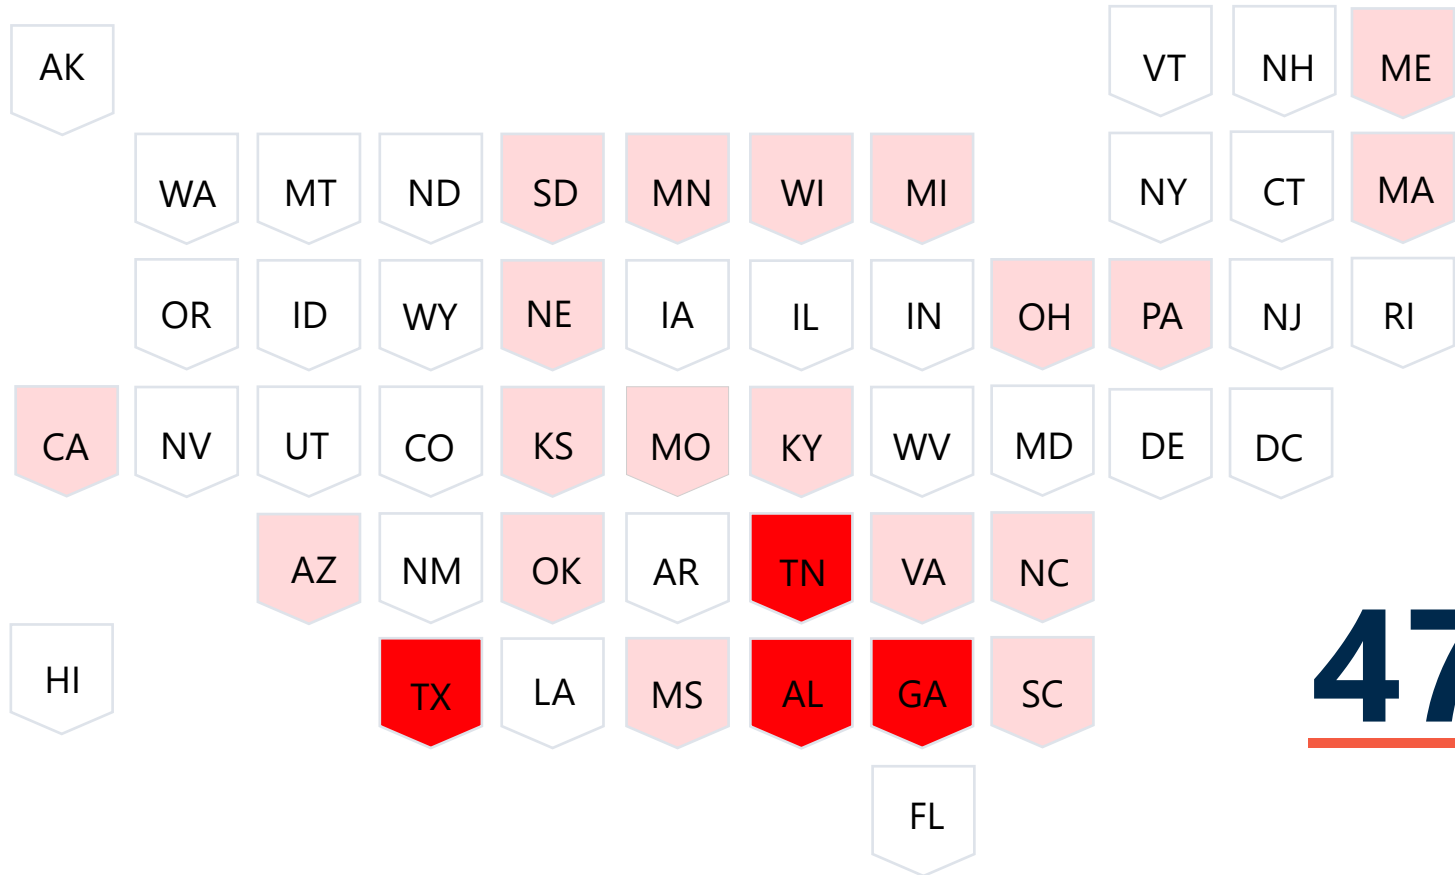 AK VT NH ME
WA MT ND SD MN WI MI NY CT MA
OR ID WY NE IA IL IN OH PA NJ RI
CA NV UT CO KS MO KY WV MD DE DC
AZ NM OK AR TN VA NC
HI TX LA MS AL GA SC
47
FL